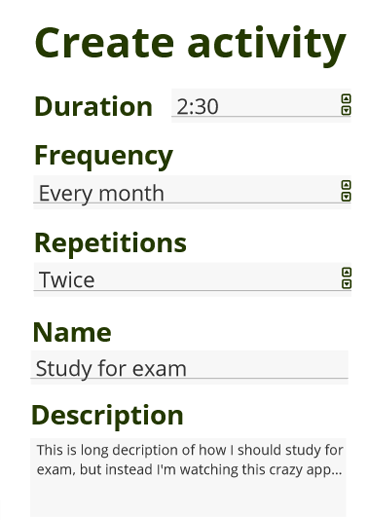 Create activity
Duration 2:30
Frequency
Every month
Repetitions
Twice
Name
Study for exam
Description
This is long decription of how I should study for
exam, but instead I'm watching this crazy app...